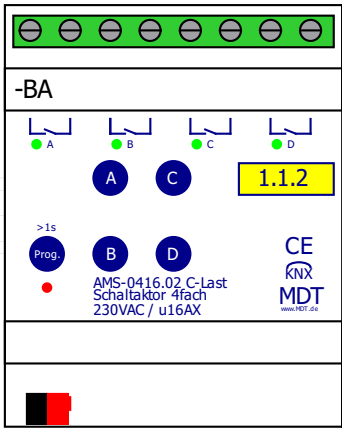 -BA
A B C D
A C 1.1.2
>1s
Prog. B D
CE
KNX
MDT
www.MDT.de
AMS-0416.02 C-Last
Schaltaktor 4fach
230VAC / u16AX